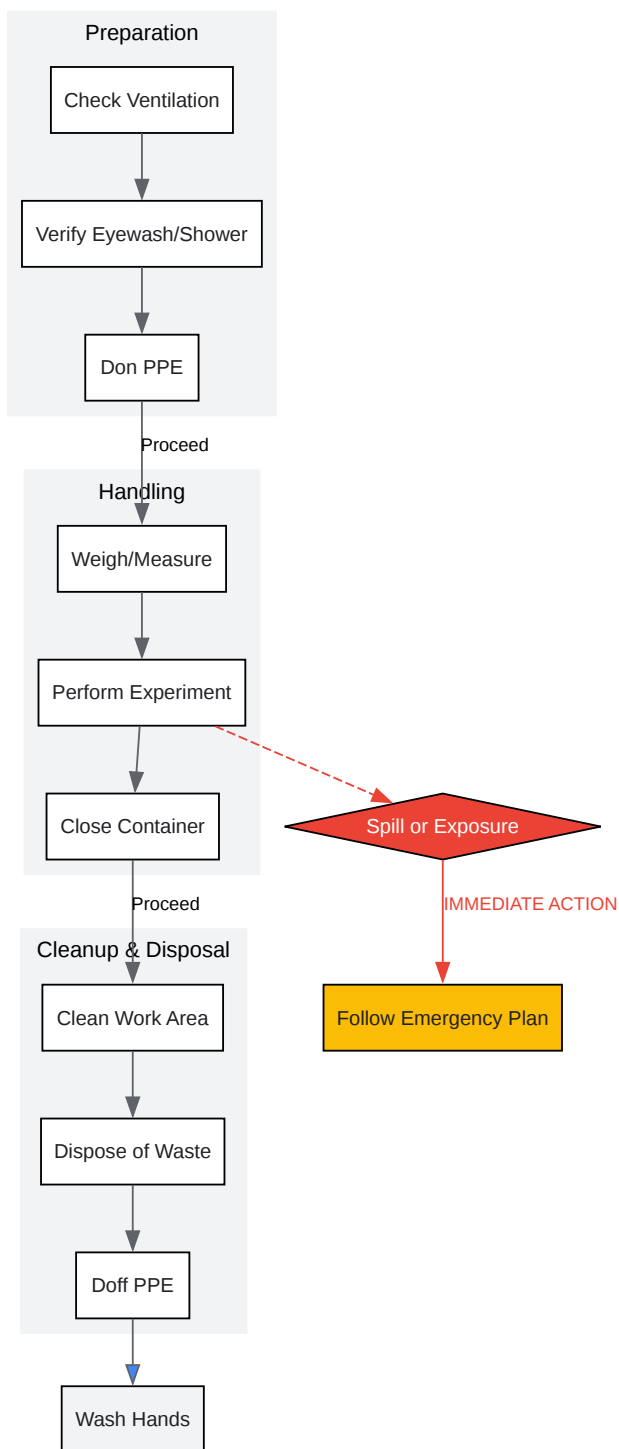 Preparation
Check Ventilation
Verify Eyewash/Shower
Don PPE
Proceed
Handling
Weigh/Measure
Perform Experiment
Close Container
Spill or Exposure
Proceed
IMMEDIATE ACTION
Cleanup & Disposal
Clean Work Area
Follow Emergency Plan
Dispose of Waste
Doff PPE
Wash Hands